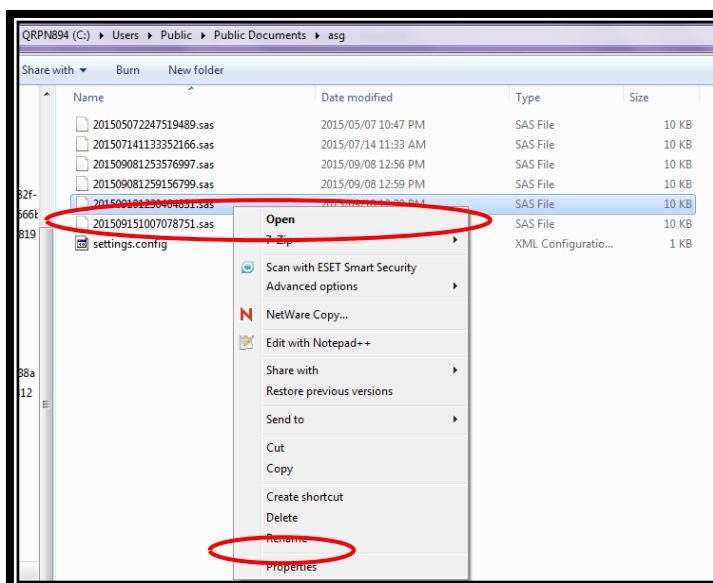 QRPN894 (C:) ▸ Users ▸ Public ▸ Public Documents ▸ asg
Share with ▾ Burn New folder
Name Date modified Type Size
201505072247519489.sas 2015/05/07 10:47 PM SAS File 10 KB
201507141133352166.sas 2015/07/14 11:33 AM SAS File 10 KB
201509081253576997.sas 2015/09/08 12:56 PM SAS File 10 KB
201509081259156799.sas 2015/09/08 12:59 PM SAS File 10 KB
SAS File 10 KB
201509151007078751.sas SAS File 10 KB
settings.config XML Configuratio... 1 KB
32f-
819
38a
Open
7-Zip
Scan with ESET Smart Security
Advanced options
NetWare Copy...
Edit with Notepad++
Share with
Restore previous versions
Send to
Cut
Copy
Create shortcut
Delete
Rename
Properties